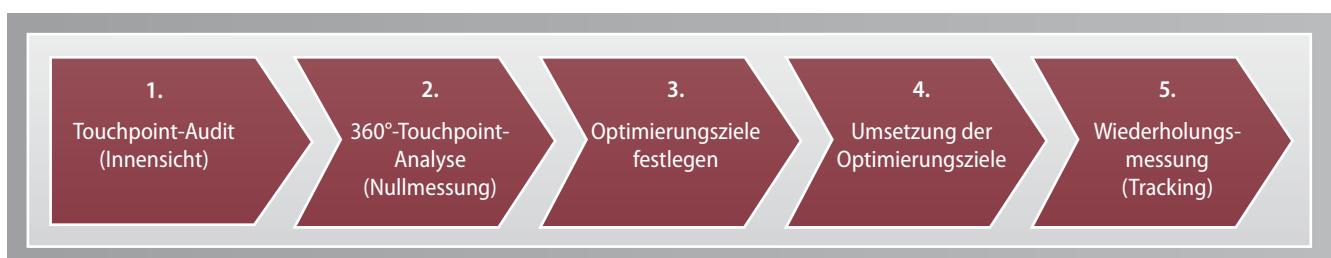 1.
Touchpoint-Audit
(Innensicht)
2.
360°-Touchpoint-
Analyse
(Nullmessung)
3.
Optimierungsziele
festlegen
4.
Umsetzung der
Optimierungsziele
5.
Wiederholungs-
messung
(Tracking)